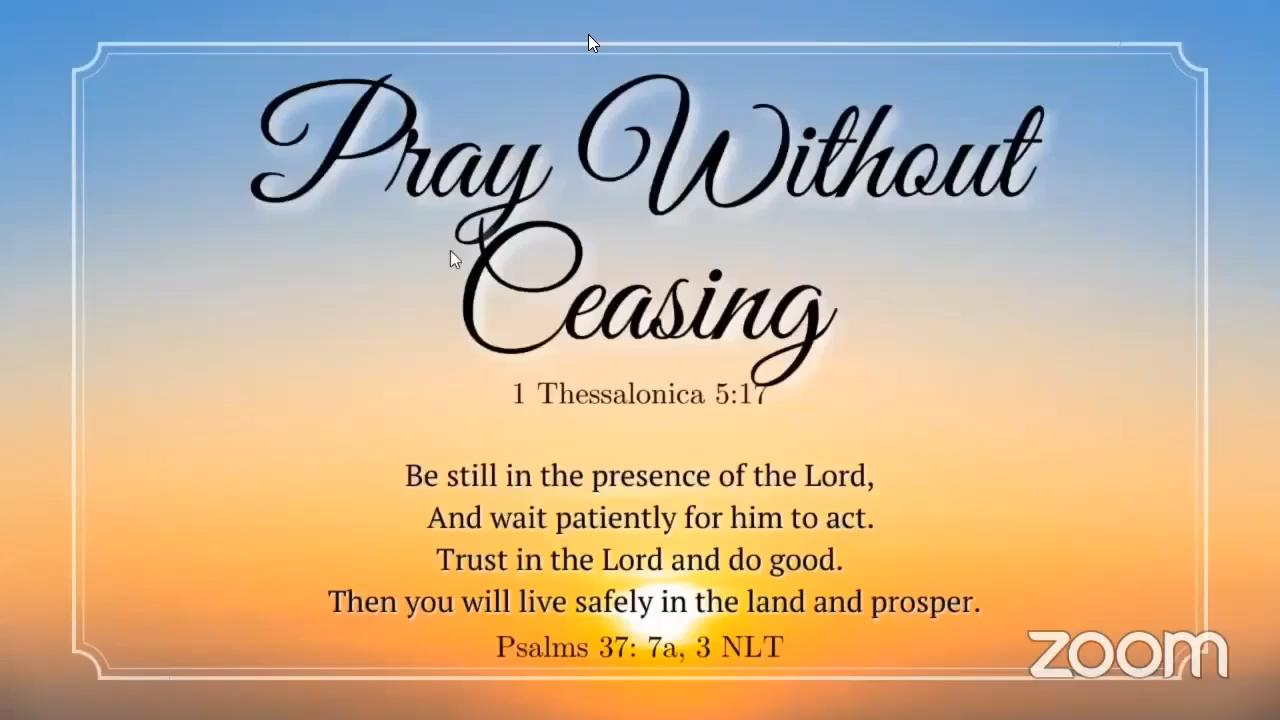 Pray Without
Ceasing
1 Thessalonica 5:17
Be still in the presence of the Lord,
And wait patiently for him to act.
Trust in the Lord and do good.
Then you will live safely in the land and prosper.
Psalms 37: 7a, 3 NLT
zoom